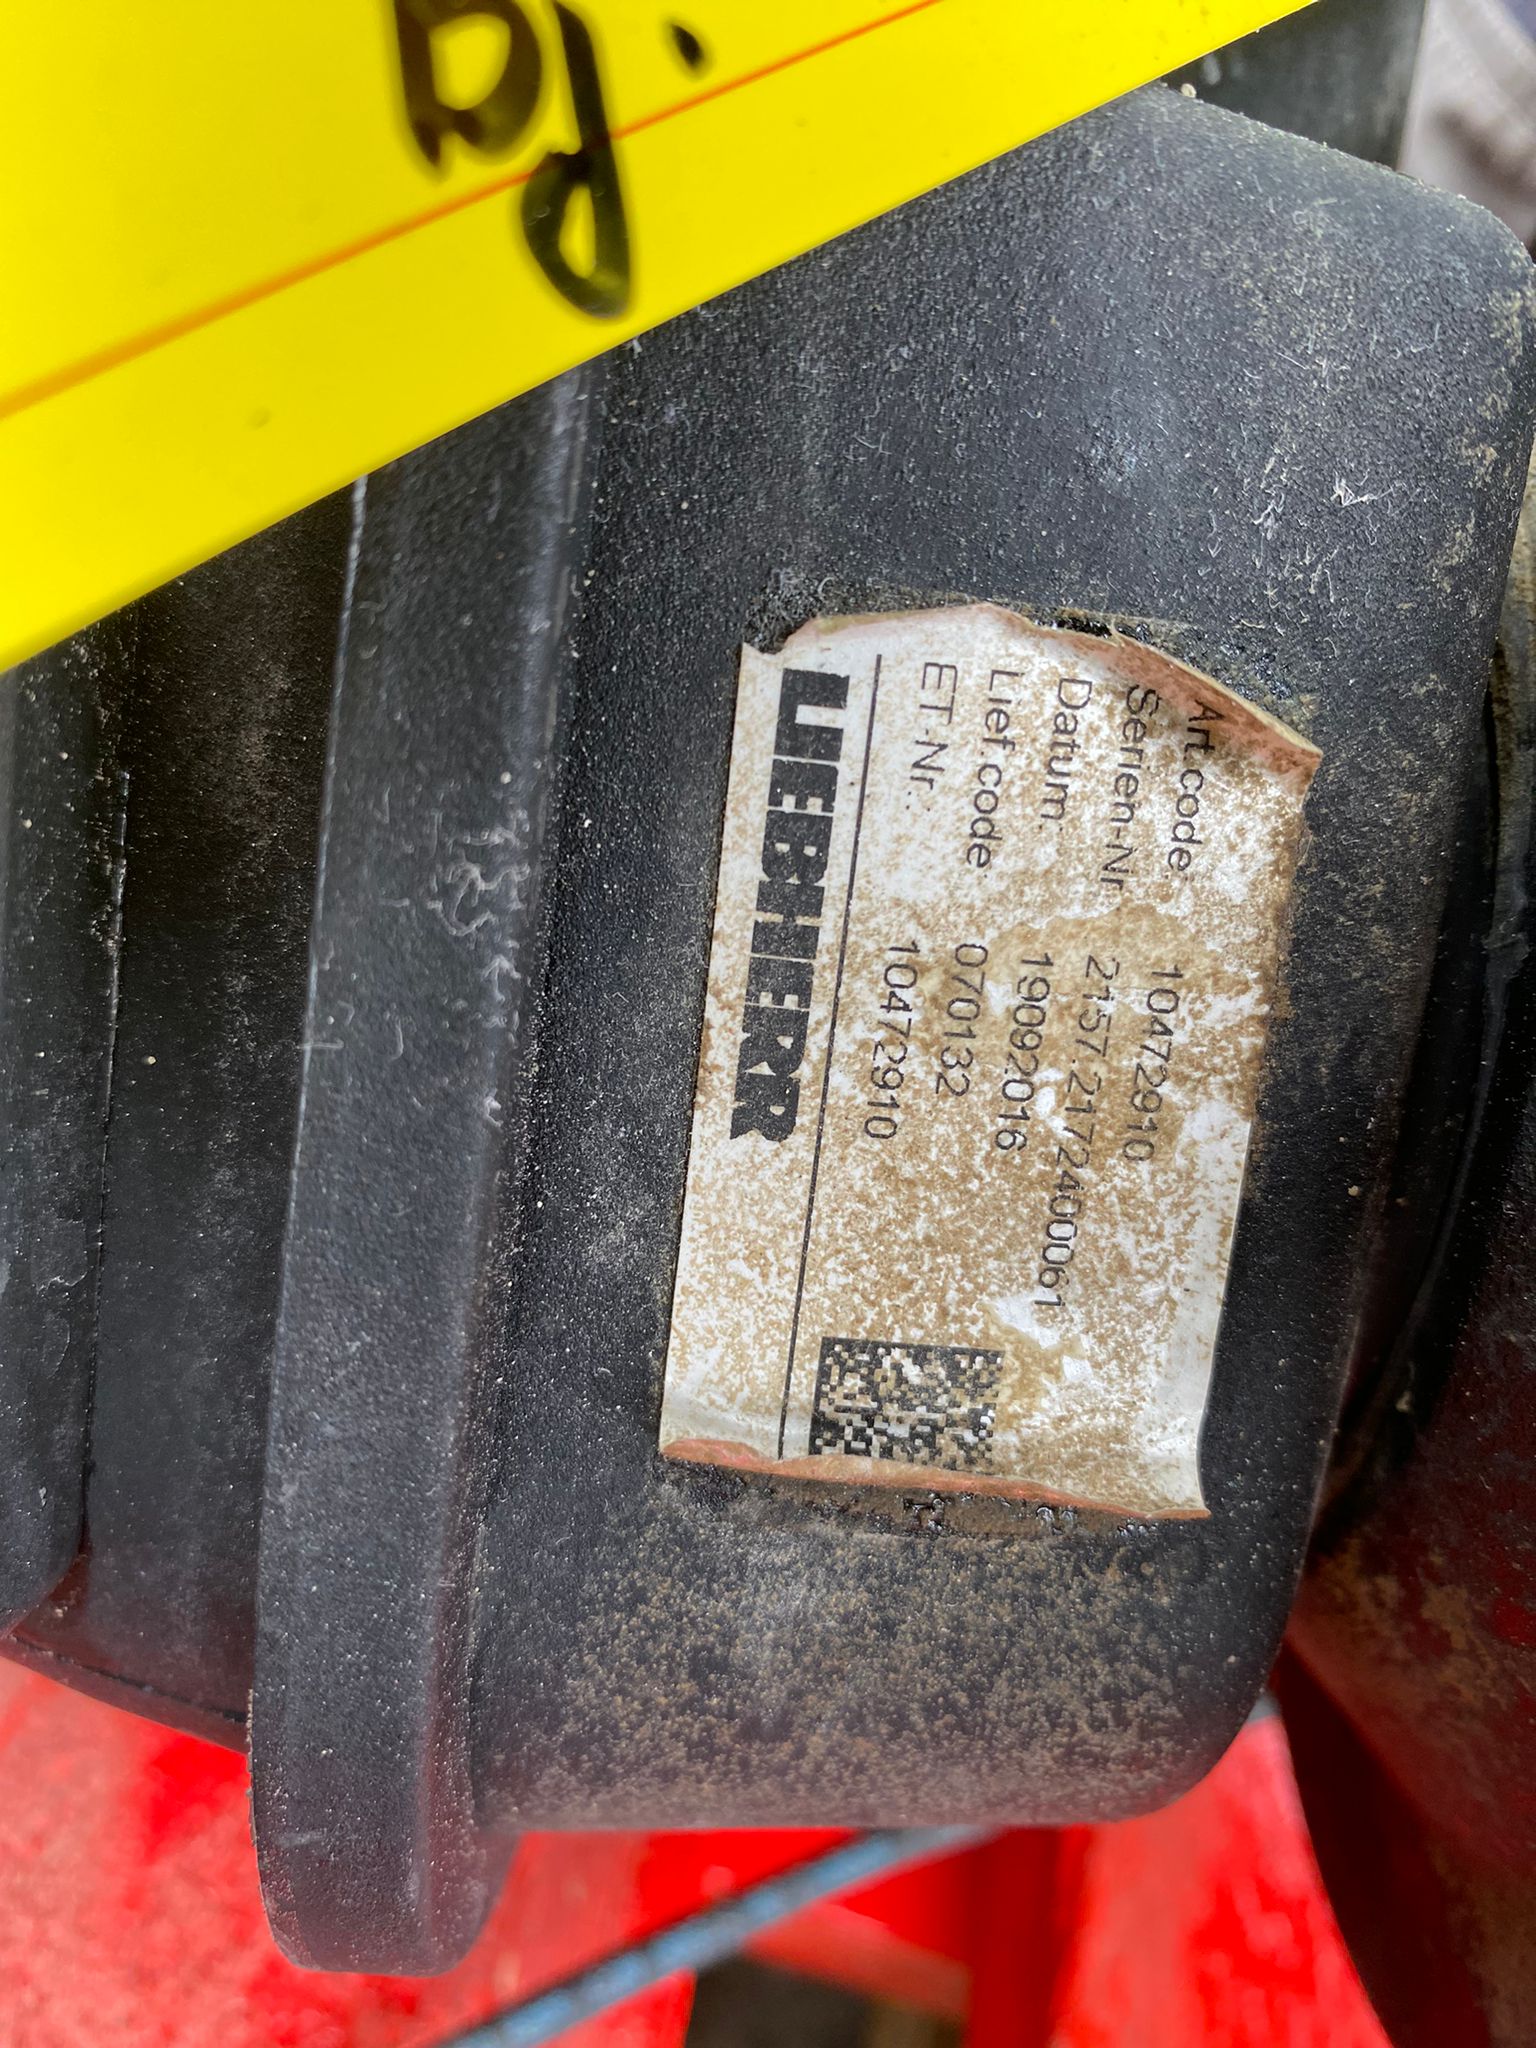 LIEBHERR
ET-Nr.: 10472910
Lief.code 070132
Datum: 19092016
Serien-Nr 2157.2172400061
Art.code 10472910